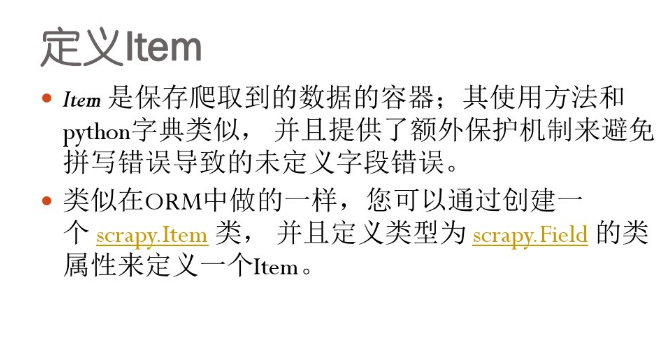 定义Item
• Item 是保存爬取到的数据的容器；其使用方法和
python字典类似， 并且提供了额外保护机制来避免
拼写错误导致的未定义字段错误。
• 类似在ORM中做的一样，您可以通过创建一
个 scrapy.Item 类， 并且定义类型为 scrapy.Field 的类
属性来定义一个Item。